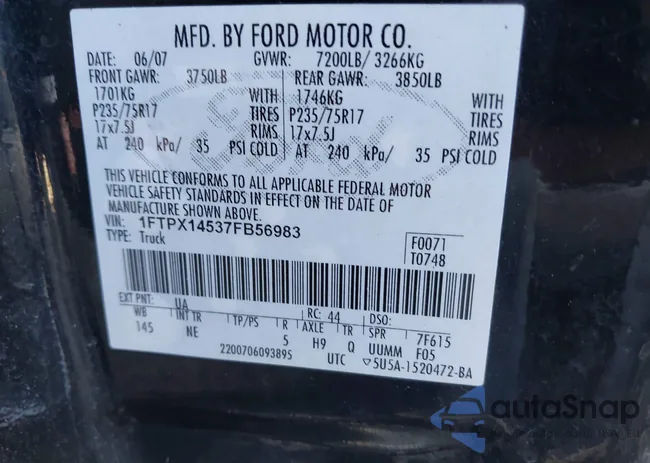 MFD. BY FORD MOTOR CO.
DATE: 06/07 GVWR: 7200LB/ 3266KG
FRONT GAWR: 3750LB REAR GAWR: 3850LB
1701KG WITH 1746KG WITH
P235/75R17 TIRES P235/75R17 TIRES
17x7.5J RIMS 17x7.5J RIMS
AT 240 kPa/ 35 PSI COLD AT 240 kPa/ 35 PSI COLD
THIS VEHICLE CONFORMS TO ALL APPLICABLE FEDERAL MOTOR
VEHICLE SAFETY STANDARDS IN EFFECT ON THE DATE OF
MANUFACTURE SHOWN ABOVE.
VIN: 1FTPX14537FB56983
TYPE: Truck
F0071
T0748
EXT PNT: UA RC: 44 DSO:
WB INT TR TP/PS R AXLE TR SPR 7F615
145 NE 5 H9 Q UUMM F05
2200706093895 UTC ▽5U5A-1520472-BA
autoSnap